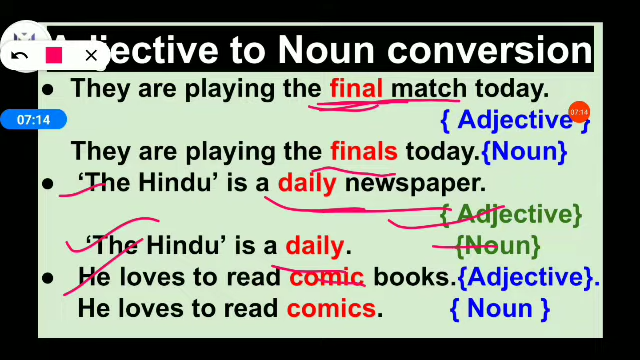 Adjective to Noun conversion
● They are playing the final match today.
07:14
{ Adjective }
07:14
They are playing the finals today.{Noun}
● ‘The Hindu’ is a daily newspaper.
{ Adjective}
‘The Hindu’ is a daily. {Noun}
● He loves to read comic books.{Adjective}.
He loves to read comics. { Noun }